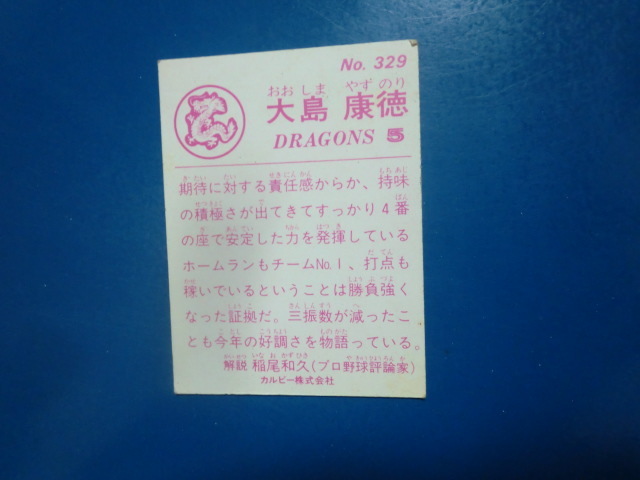 No. 329
おおしま やすのり
大島 康徳
DRAGONS 5
期待に対する責任感からか、持味
の積極さが出てきてすっかり4番
の座で安定した力を発揮している
ホームランもチームNo.1、打点も
稼いでいるということは勝負強く
なった証拠だ。三振数が減ったこ
とも今年の好調さを物語っている。
解説 稲尾和久(プロ野球評論家)
カルビー株式会社